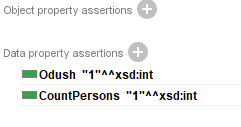 Object property assertions
Data property assertions
Odush "1"^^xsd:int
CountPersons "1"^^xsd:int